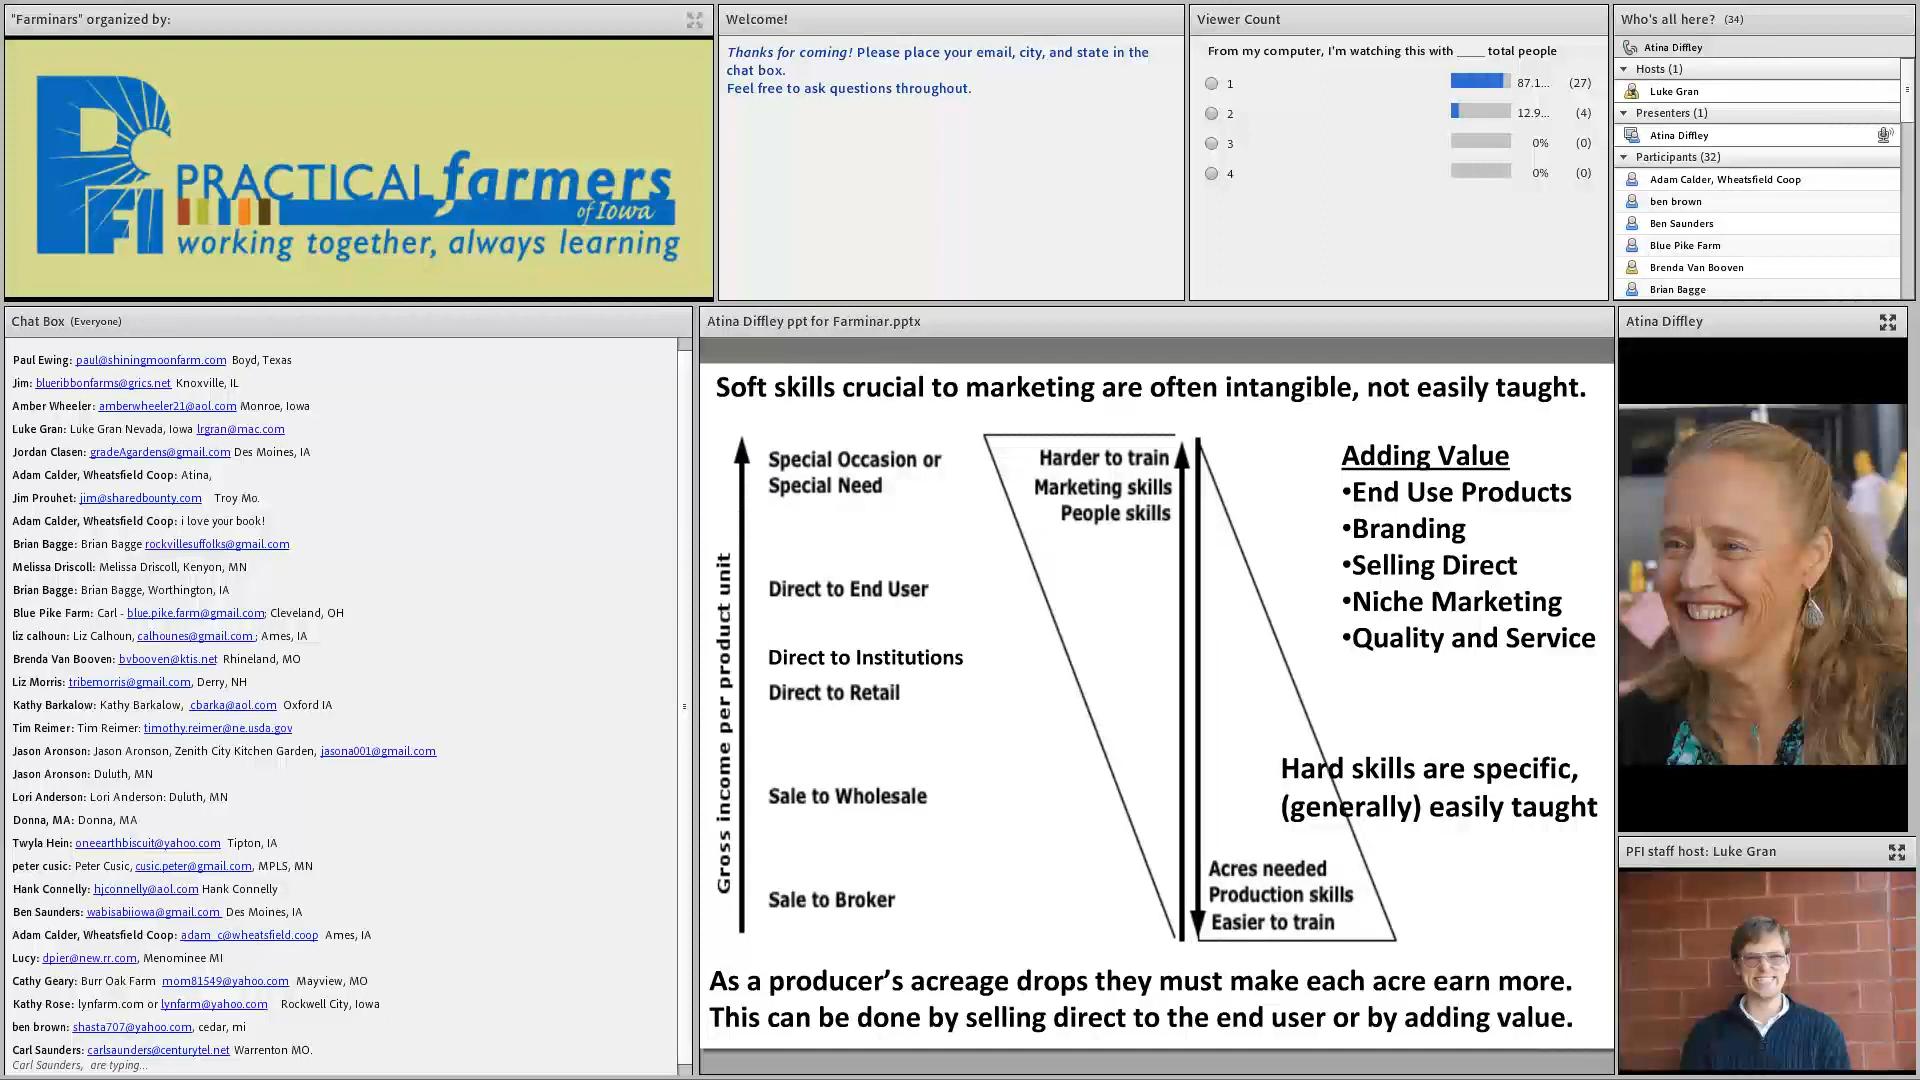 "Farminars" organized by:
PFI
PRACTICAL farmers
of Iowa
working together, always learning
Welcome!
Thanks for coming! Please place your email, city, and state in the
chat box.
Feel free to ask questions throughout.
Viewer Count
From my computer, I'm watching this with ____ total people
1 87.1... (27)
2 12.9... (4)
3 0% (0)
4 0% (0)
Who's all here? (34)
Atina Diffley
Hosts (1)
Luke Gran
Presenters (1)
Atina Diffley
Participants (32)
Adam Calder, Wheatsfield Coop
ben brown
Ben Saunders
Blue Pike Farm
Brenda Van Booven
Brian Bagge
Chat Box (Everyone)
Paul Ewing: paul@shiningmoonfarm.com Boyd, Texas
Jim: blueribbonfarms@grics.net Knoxville, IL
Amber Wheeler: amberwheeler21@aol.com Monroe, Iowa
Luke Gran: Luke Gran Nevada, Iowa lrgran@mac.com
Jordan Clasen: gradeAgardens@gmail.com Des Moines, IA
Adam Calder, Wheatsfield Coop: Atina,
Jim Prouhet: jim@sharedbounty.com Troy Mo.
Adam Calder, Wheatsfield Coop: i love your book!
Brian Bagge: Brian Bagge rockvillesuffolks@gmail.com
Melissa Driscoll: Melissa Driscoll, Kenyon, MN
Brian Bagge: Brian Bagge, Worthington, IA
Blue Pike Farm: Carl - blue.pike.farm@gmail.com; Cleveland, OH
liz calhoun: Liz Calhoun, calhounes@gmail.com ; Ames, IA
Brenda Van Booven: bvbooven@ktis.net Rhineland, MO
Liz Morris: tribemorris@gmail.com, Derry, NH
Kathy Barkalow: Kathy Barkalow, cbarka@aol.com Oxford IA
Tim Reimer: Tim Reimer: timothy.reimer@ne.usda.gov
Jason Aronson: Jason Aronson, Zenith City Kitchen Garden, jasona001@gmail.com
Jason Aronson: Duluth, MN
Lori Anderson: Lori Anderson: Duluth, MN
Donna, MA: Donna, MA
Twyla Hein: oneearthbiscuit@yahoo.com Tipton, IA
peter cusic: Peter Cusic, cusic.peter@gmail.com, MPLS, MN
Hank Connelly: hjconnelly@aol.com Hank Connelly
Ben Saunders: wabisabiiowa@gmail.com Des Moines, IA
Adam Calder, Wheatsfield Coop: adam_c@wheatsfield.coop Ames, IA
Lucy: dpier@new.rr.com, Menominee MI
Cathy Geary: Burr Oak Farm mom81549@yahoo.com Mayview, MO
Kathy Rose: lynfarm.com or lynfarm@yahoo.com Rockwell City, Iowa
ben brown: shasta707@yahoo.com, cedar, mi
Carl Saunders: carlsaunders@centurytel.net Warrenton MO.
Carl Saunders, are typing...
Atina Diffley ppt for Farminar.pptx
Soft skills crucial to marketing are often intangible, not easily taught.
Gross income per product unit
Special Occasion or
Special Need
Direct to End User
Direct to Institutions
Direct to Retail
Sale to Wholesale
Sale to Broker
Harder to train
Marketing skills
People skills
Adding Value
•End Use Products
•Branding
•Selling Direct
•Niche Marketing
•Quality and Service
Hard skills are specific,
(generally) easily taught
Acres needed
Production skills
Easier to train
As a producer's acreage drops they must make each acre earn more.
This can be done by selling direct to the end user or by adding value.
Atina Diffley
PFI staff host: Luke Gran